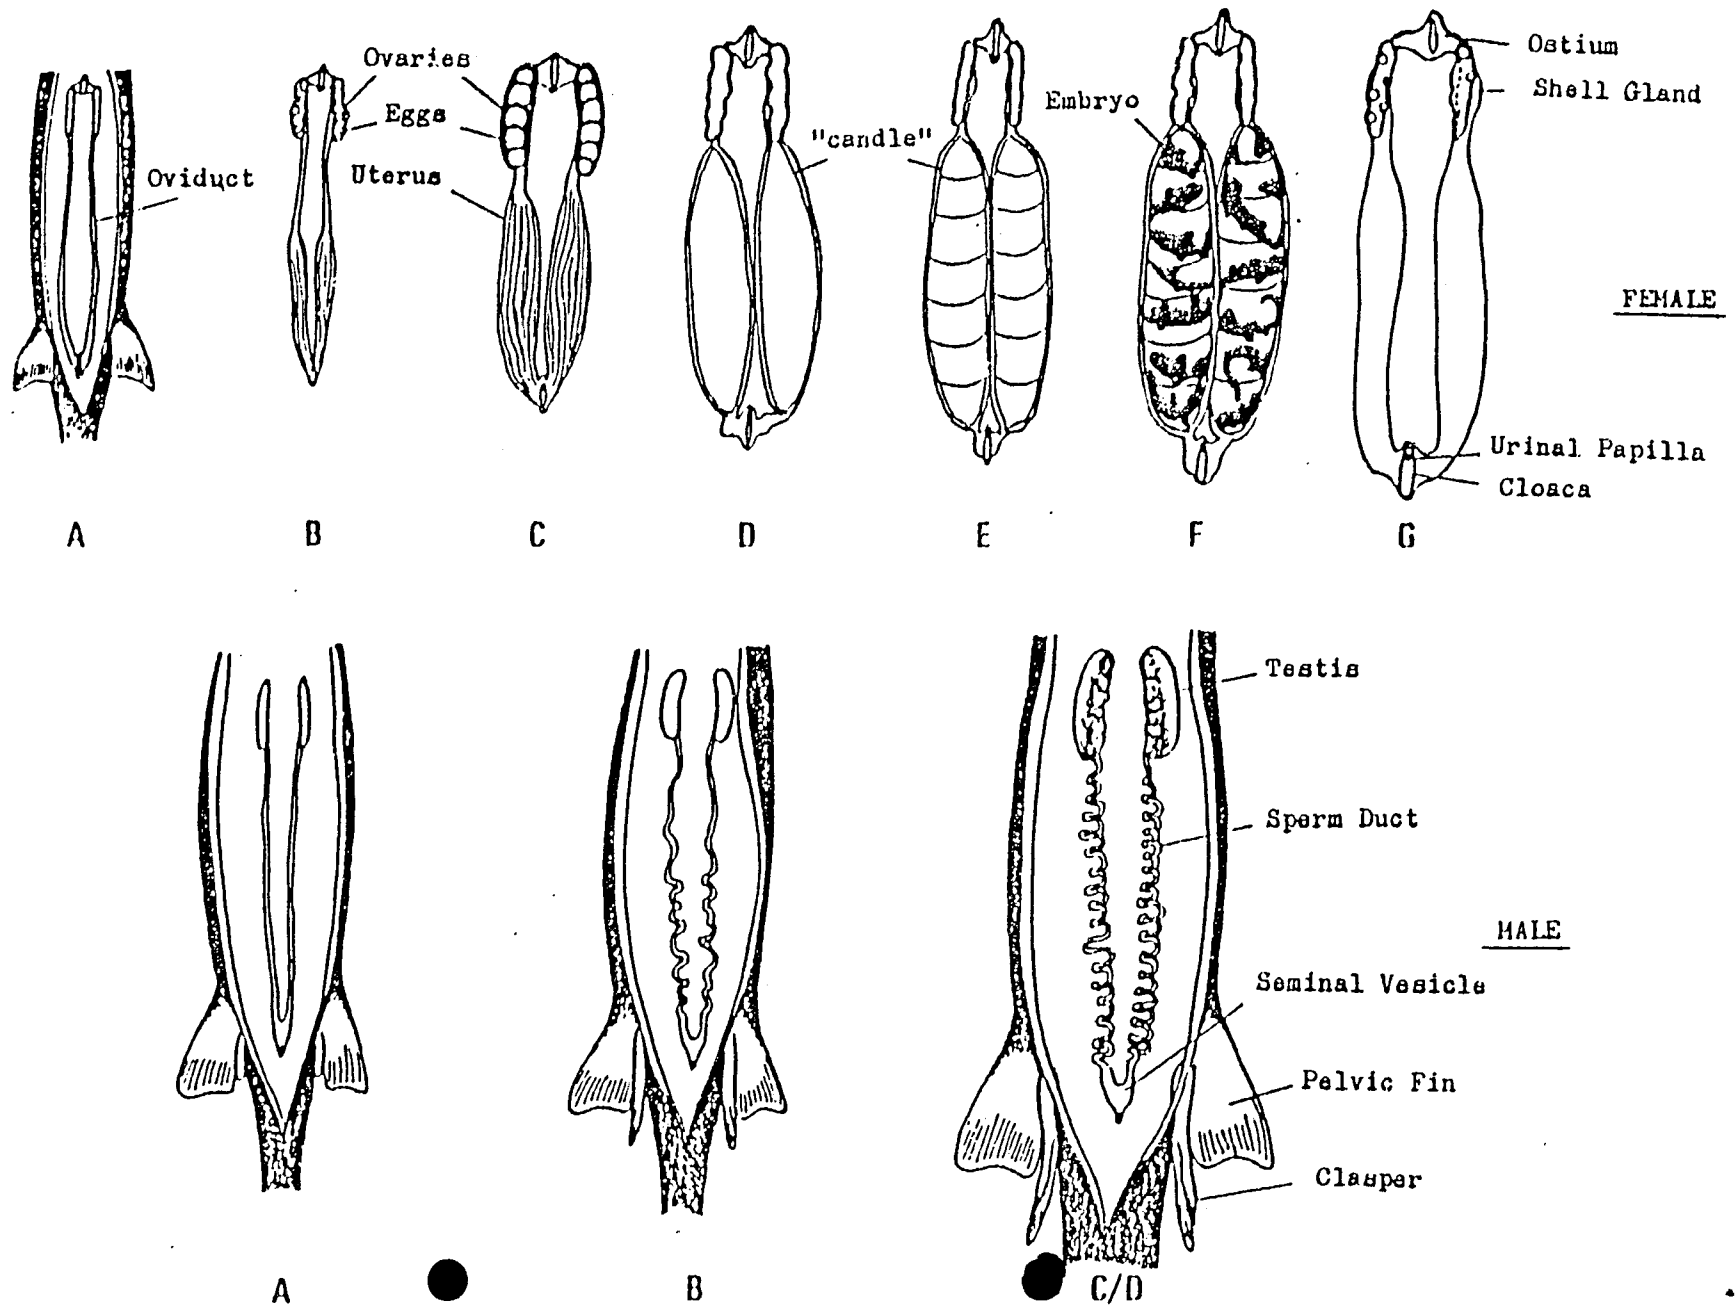 Ovaries
Eggs
Uterus
Oviduct
"candle"
Embryo
Ostium
Shell Gland
FEMALE
Urinal Papilla
Cloaca
A B C D E F G
Testis
Sperm Duct
MALE
Seminal Vesicle
Pelvic Fin
Clasper
A B C/D